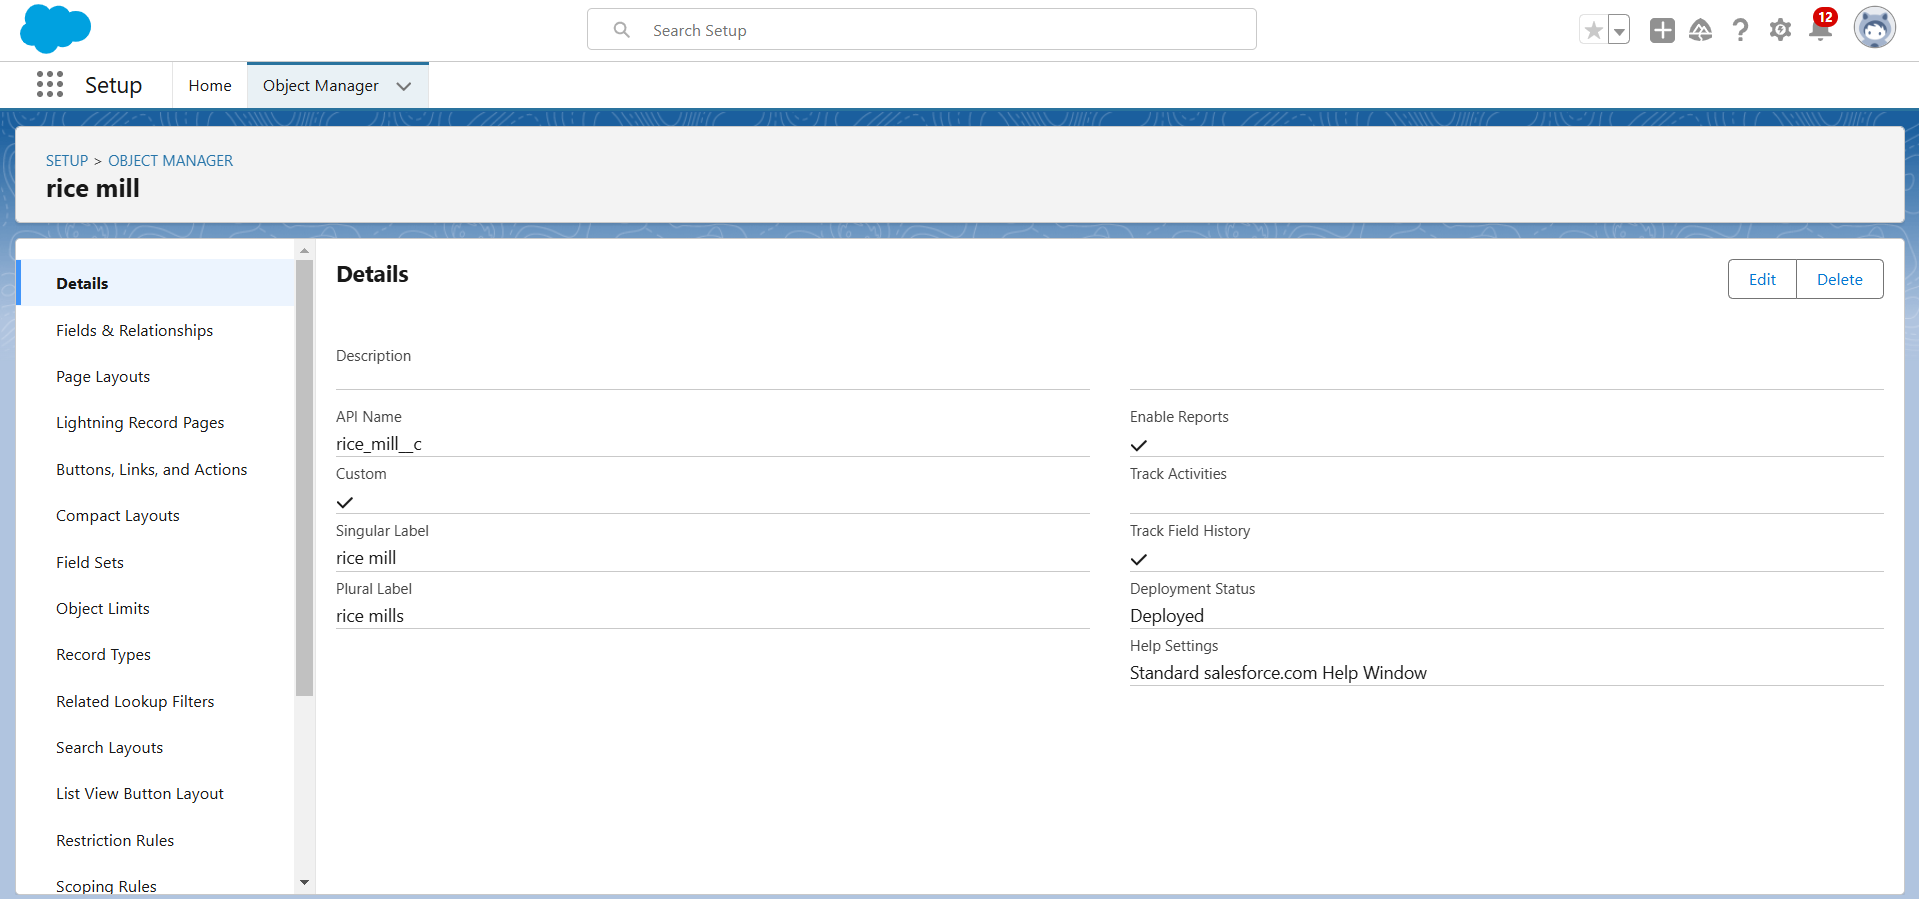 Search Setup
12
Setup
Home
Object Manager
SETUP > OBJECT MANAGER
rice mill
Details
Fields & Relationships
Page Layouts
Lightning Record Pages
Buttons, Links, and Actions
Compact Layouts
Field Sets
Object Limits
Record Types
Related Lookup Filters
Search Layouts
List View Button Layout
Restriction Rules
Scoping Rules
Details
Edit
Delete
Description
API Name
rice_mill__c
Custom
Singular Label
rice mill
Plural Label
rice mills
Enable Reports
Track Activities
Track Field History
Deployment Status
Deployed
Help Settings
Standard salesforce.com Help Window